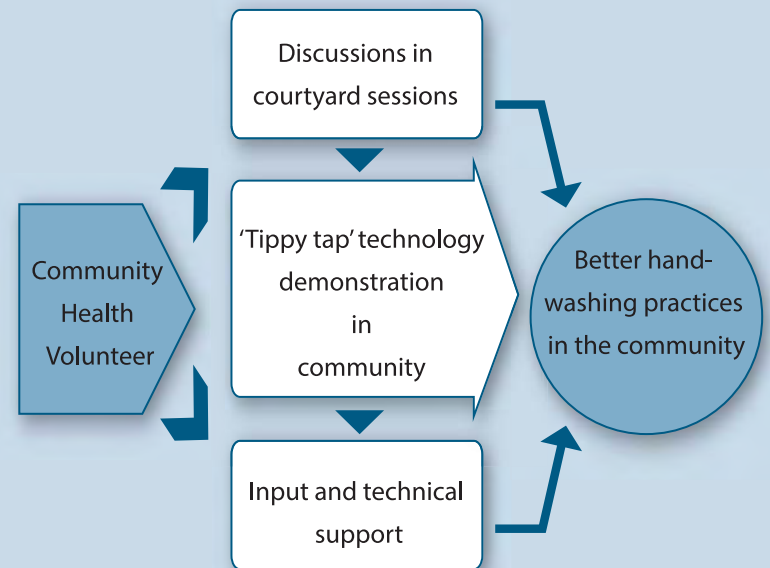 Discussions in
courtyard sessions
Community
Health
Volunteer
‘Tippy tap’ technology
demonstration
in
community
Better hand-
washing practices
in the community
Input and technical
support